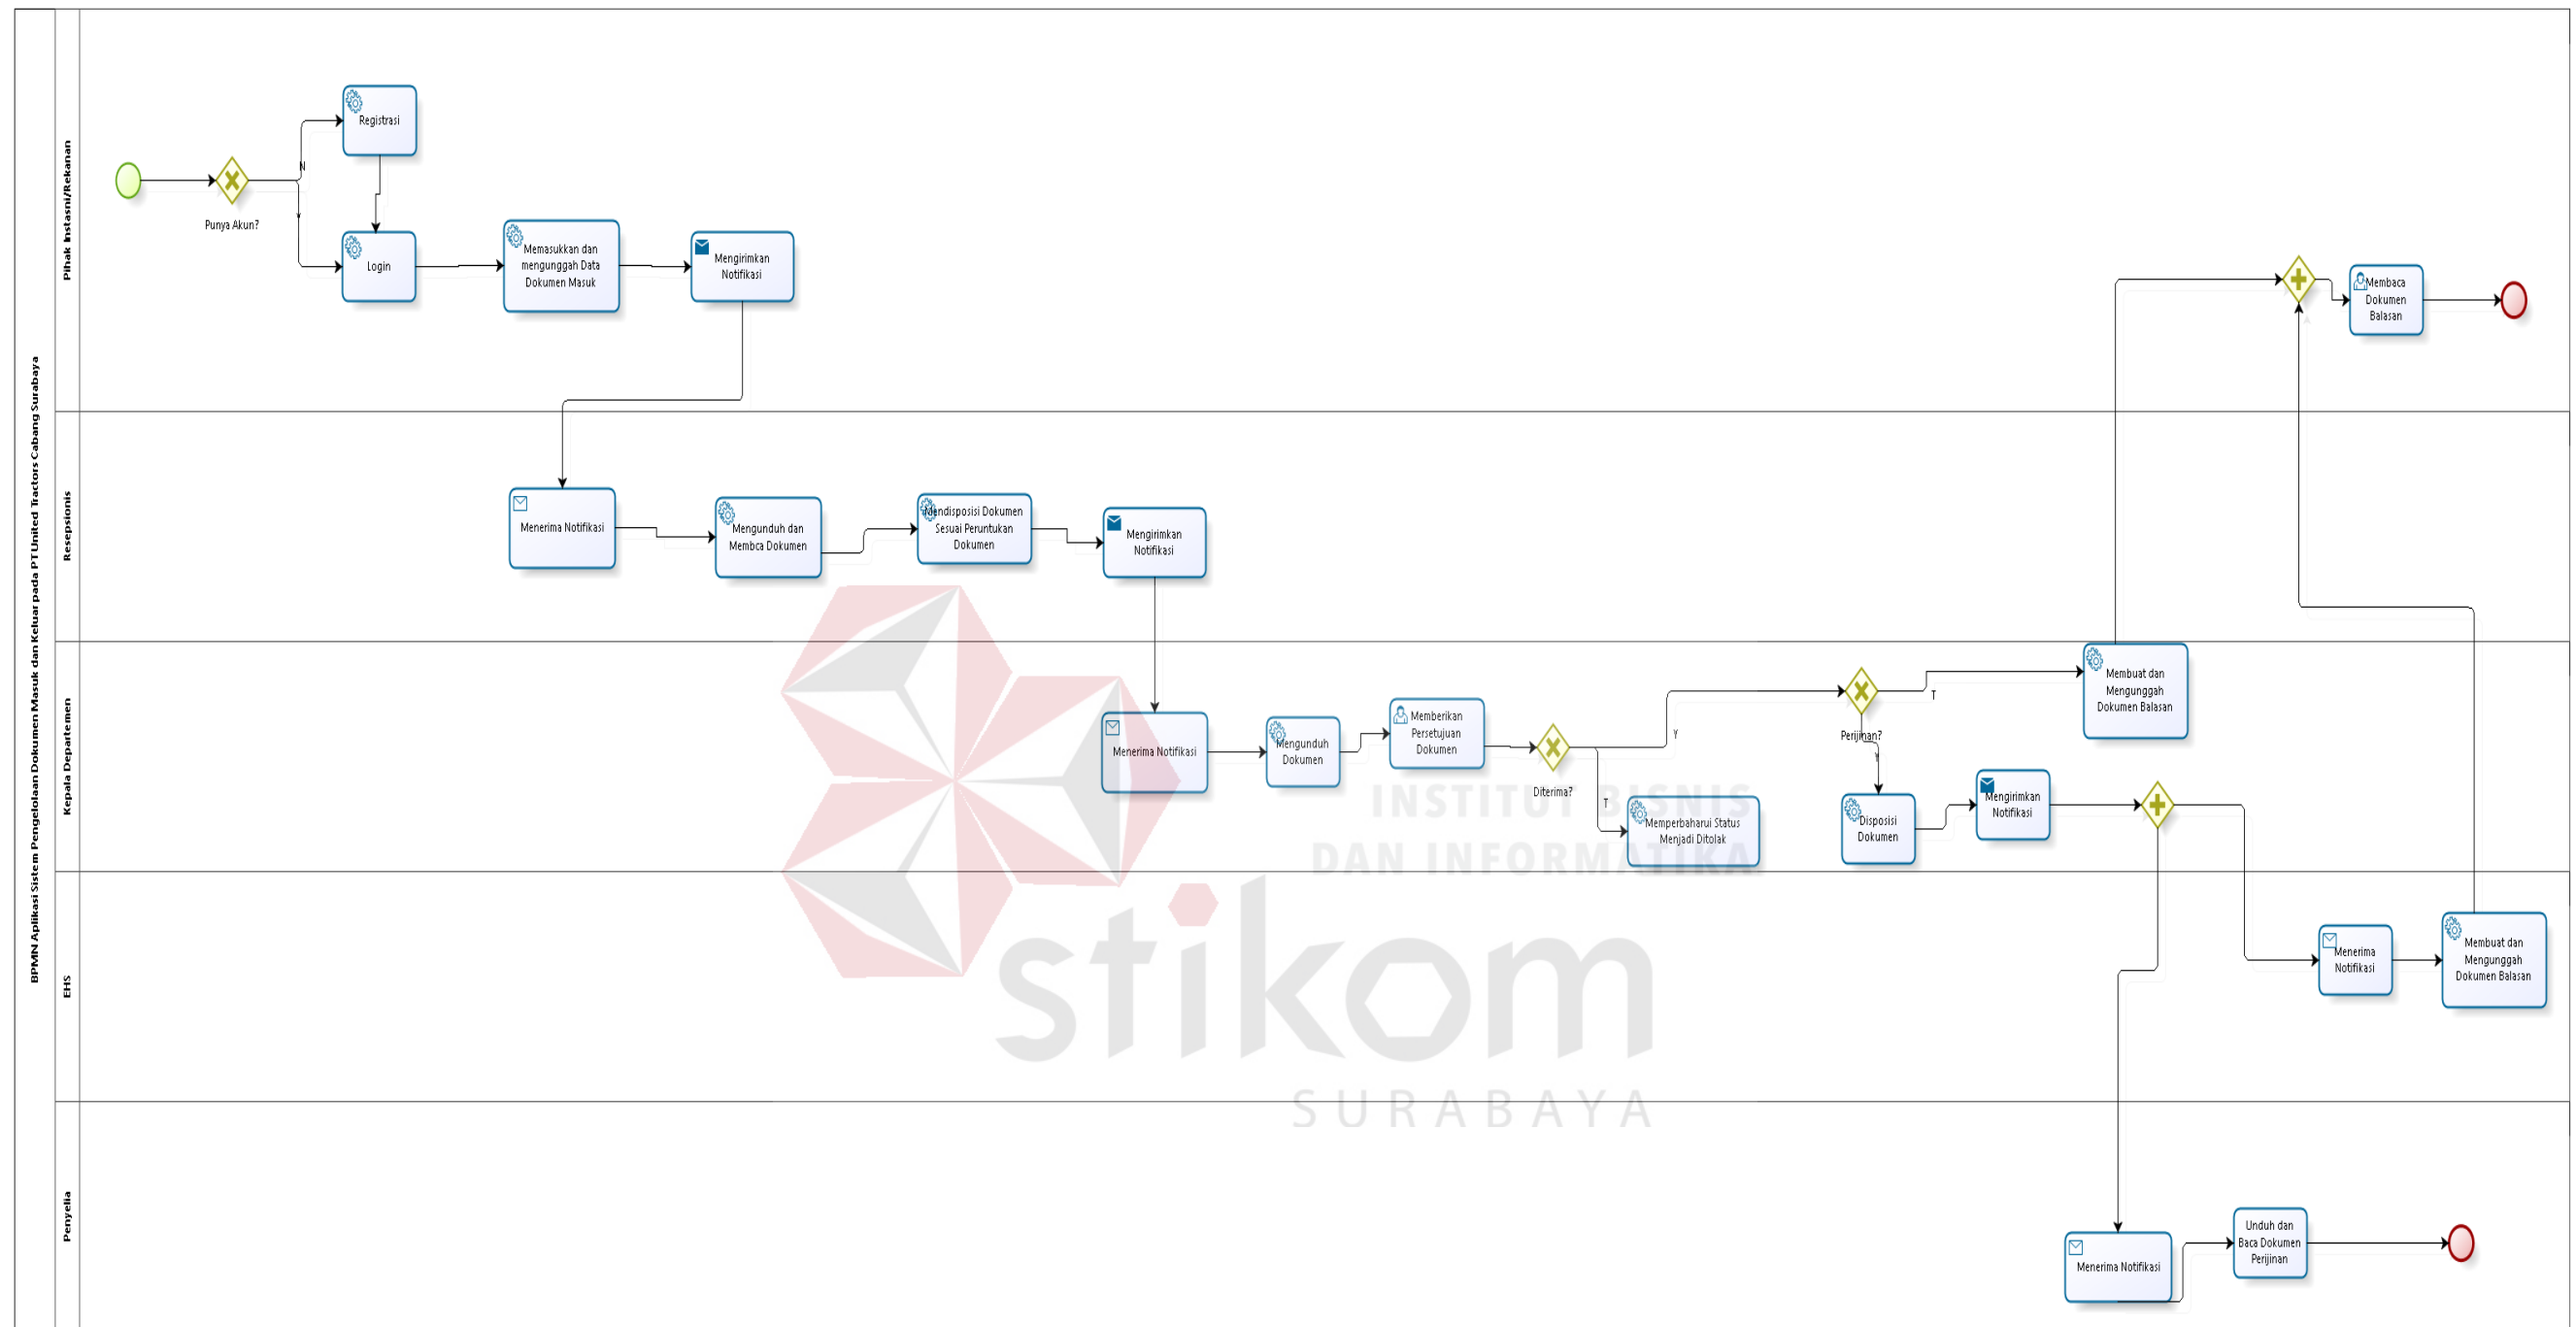 BPMN Aplikasi Sistem Pengelolaan Dokumen Masuk dan Keluar pada PT United Tractors Cabang Surabaya
Pihak Instasni/Rekanan
Punya Akun?
N
Registrasi
Login
Memasukkan dan
mengunggah Data
Dokumen Masuk
Mengirimkan
Notifikasi
Membaca
Dokumen
Balasan
Resepsionis
Menerima Notifikasi
Mengunduh dan
Membca Dokumen
Mendisposisi Dokumen
Sesuai Peruntukan
Dokumen
Mengirimkan
Notifikasi
Kepala Departemen
Menerima Notifikasi
Mengunduh
Dokumen
Memberikan
Persetujuan
Dokumen
Diterima?
Y
T
Memperbaharui Status
Menjadi Ditolak
Perijinan?
T
Y
Membuat dan
Mengunggah
Dokumen Balasan
Disposisi
Dokumen
Mengirimkan
Notifikasi
EHS
Menerima
Notifikasi
Membuat dan
Mengunggah
Dokumen Balasan
Penyelia
Menerima Notifikasi
Unduh dan
Baca Dokumen
Perijinan
INSTITUT BISNIS
DAN INFORMATIKA
stikom
SURABAYA